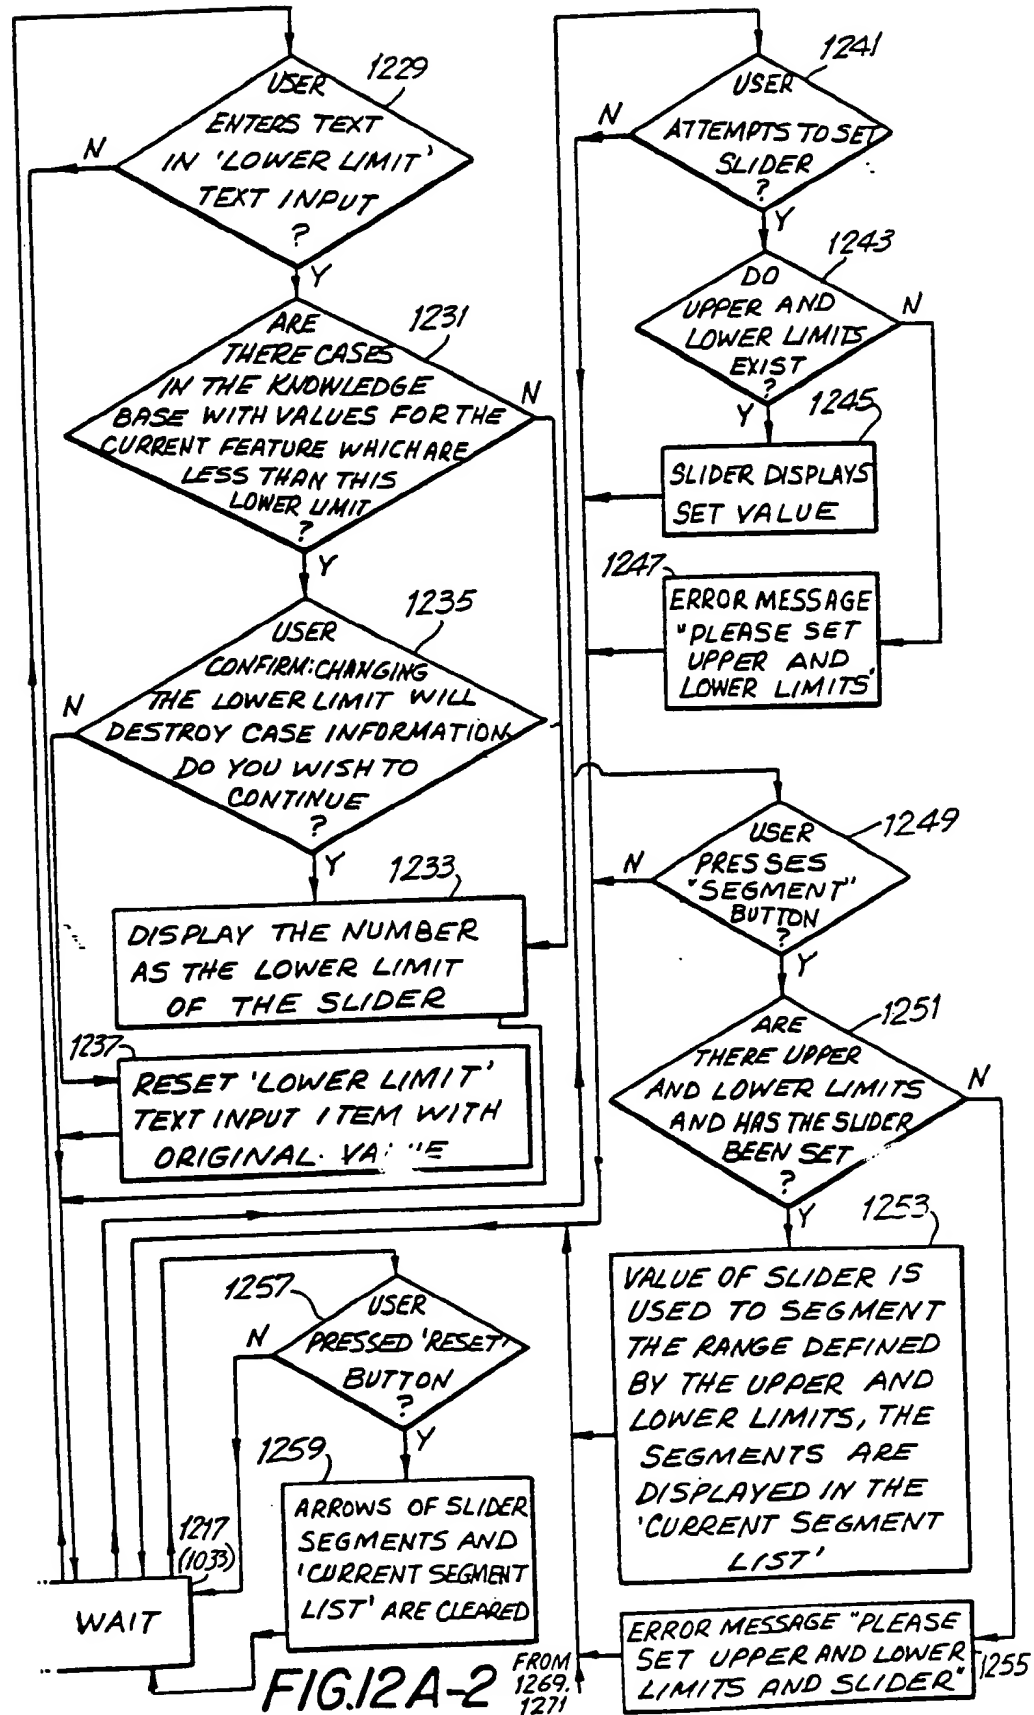 1229
USER
ENTERS TEXT
IN 'LOWER LIMIT'
TEXT INPUT
?
N
Y
1231
ARE
THERE CASES
IN THE KNOWLEDGE
BASE WITH VALUES FOR THE
CURRENT FEATURE WHICH ARE
LESS THAN THIS
LOWER LIMIT
?
N
Y
1235
USER
CONFIRM: CHANGING
THE LOWER LIMIT WILL
DESTROY CASE INFORMATION
DO YOU WISH TO
CONTINUE
?
N
Y
1233
DISPLAY THE NUMBER
AS THE LOWER LIMIT
OF THE SLIDER
1237
RESET 'LOWER LIMIT'
TEXT INPUT ITEM WITH
ORIGINAL
1241
USER
ATTEMPTS TO SET
SLIDER
?
N
Y
1243
DO
UPPER AND
LOWER LIMITS
EXIST
?
N
Y
1245
SLIDER DISPLAYS
SET VALUE
1247
ERROR MESSAGE
"PLEASE SET
UPPER AND
LOWER LIMITS'
1249
USER
PRESSES
"SEGMENT"
BUTTON
?
N
Y
1251
ARE
THERE UPPER
AND LOWER LIMITS
AND HAS THE SLIDER
BEEN SET
?
N
Y
1253
VALUE OF SLIDER IS
USED TO SEGMENT
THE RANGE DEFINED
BY THE UPPER AND
LOWER LIMITS, THE
SEGMENTS ARE
DISPLAYED IN THE
'CURRENT SEGMENT
LIST'
ERROR MESSAGE "PLEASE
SET UPPER AND LOWER
LIMITS AND SLIDER"
1255
1257
USER
PRESSED 'RESET'
BUTTON
?
N
Y
1259
ARROWS OF SLIDER
SEGMENTS AND
'CURRENT SEGMENT
LIST' ARE CLEARED
1217
(1033)
WAIT
FROM
1269.
1271
FIG.12A-2